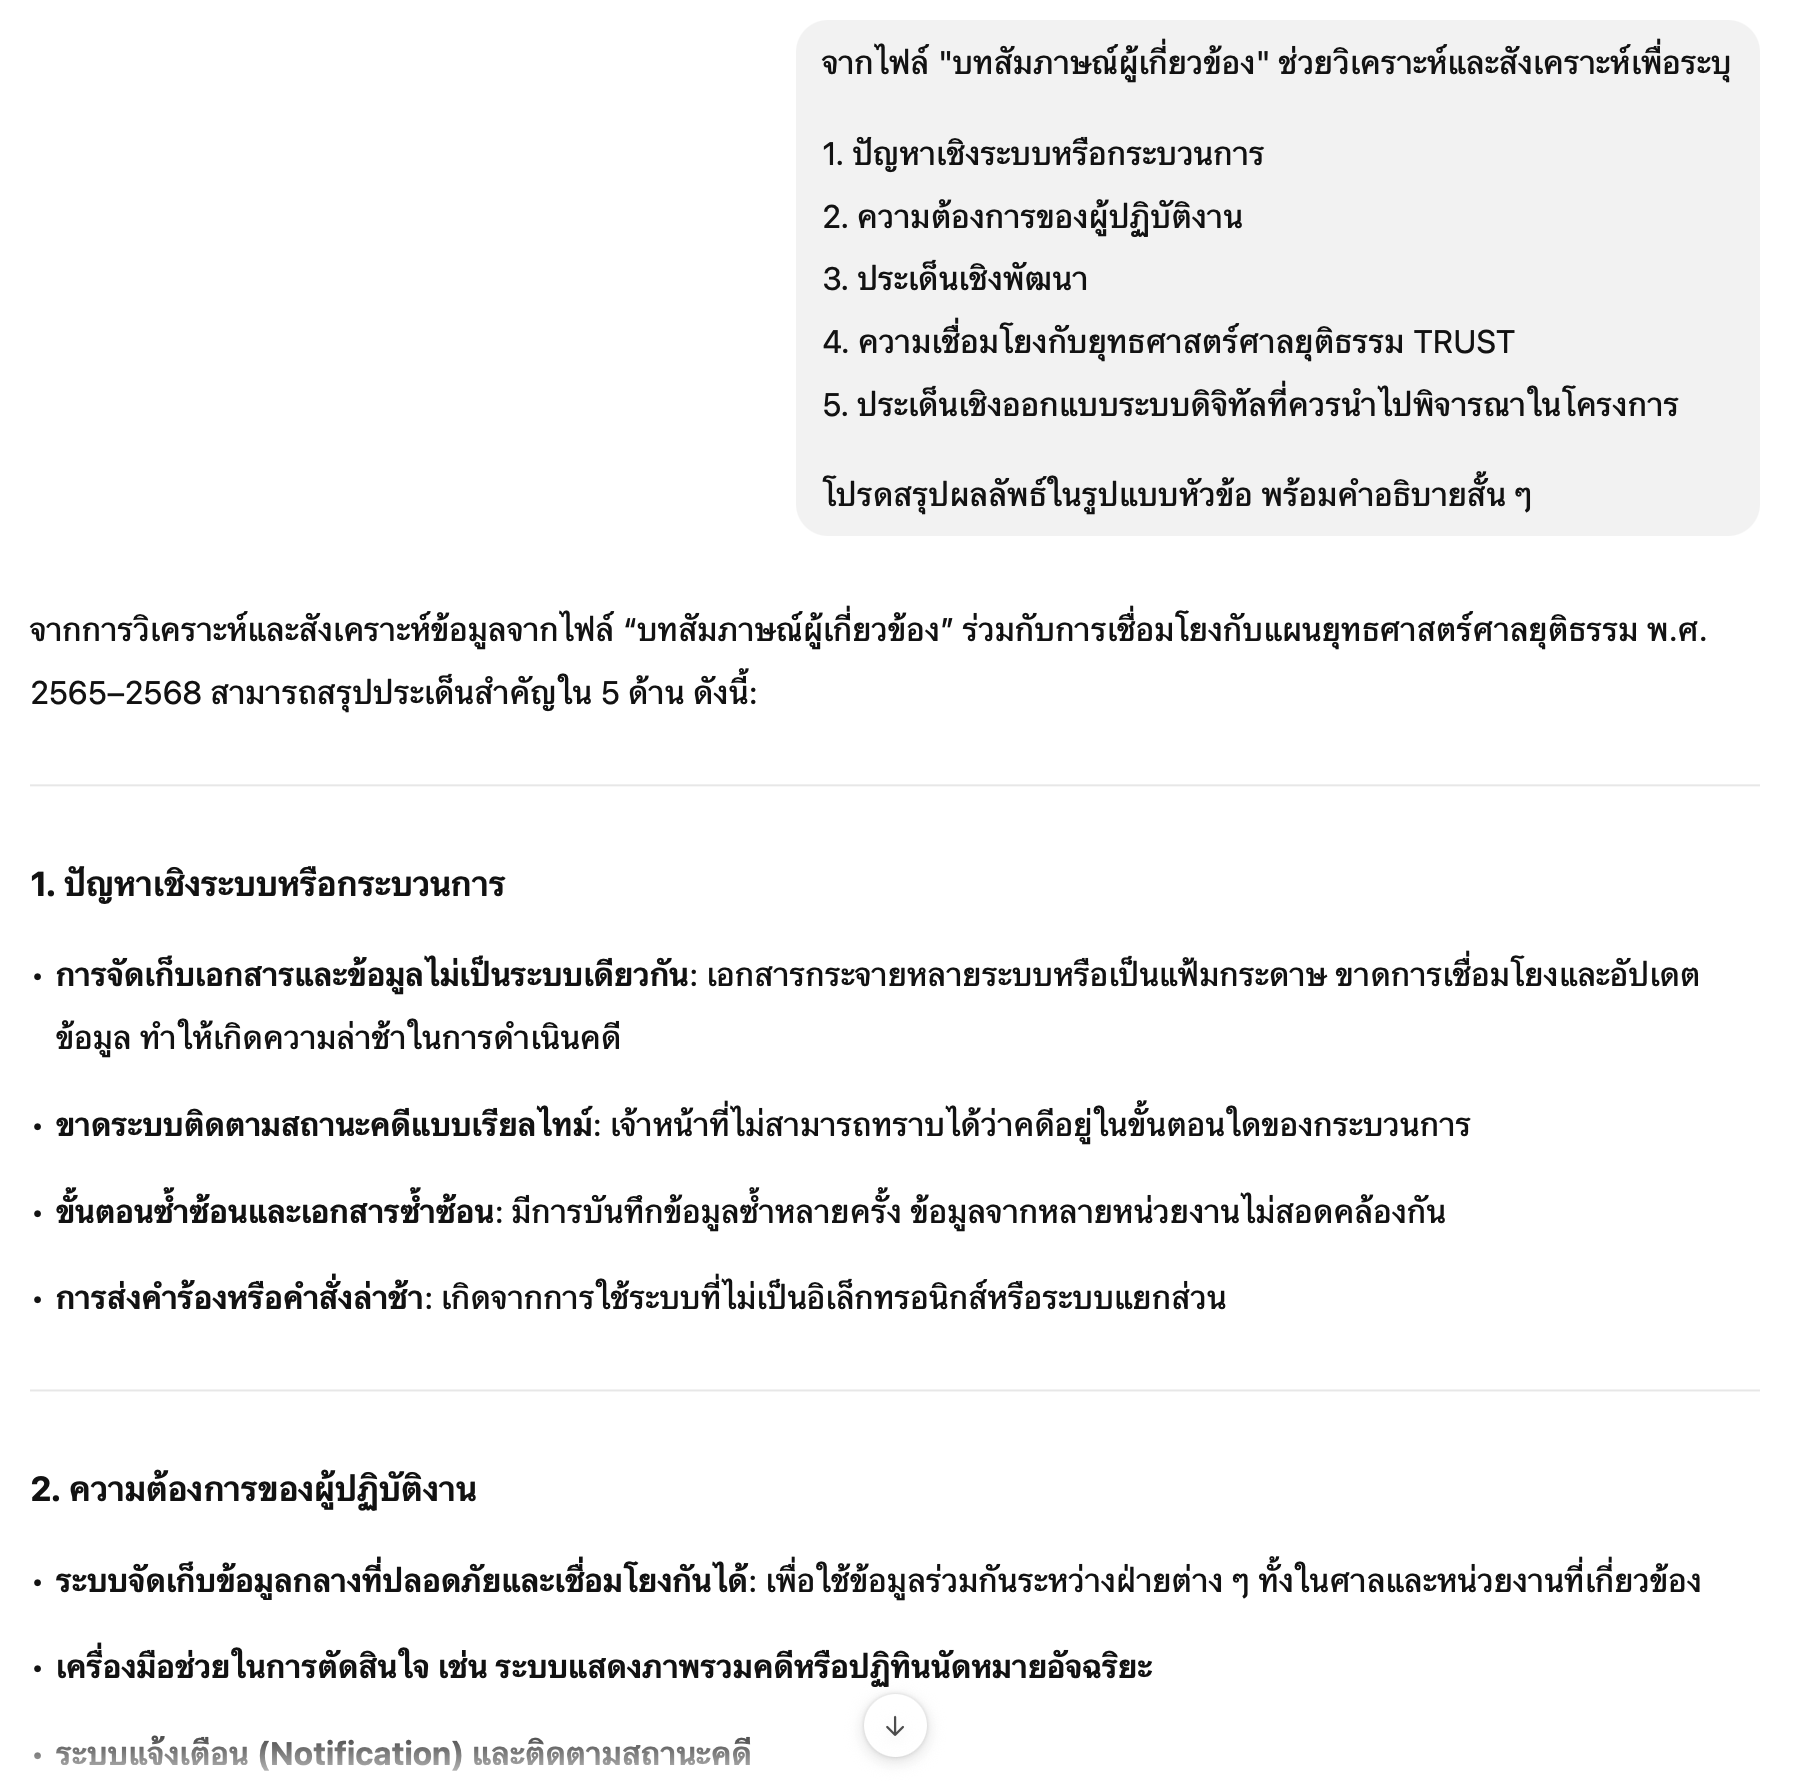 จากไฟล์ "บทสัมภาษณ์ผู้เกี่ยวข้อง" ช่วยวิเคราะห์และสังเคราะห์เพื่อระบุ
1. ปัญหาเชิงระบบหรือกระบวนการ
2. ความต้องการของผู้ปฏิบัติงาน
3. ประเด็นเชิงพัฒนา
4. ความเชื่อมโยงกับยุทธศาสตร์ศาลยุติธรรม TRUST
5. ประเด็นเชิงออกแบบระบบดิจิทัลที่ควรนำไปพิจารณาในโครงการ
โปรดสรุปผลลัพธ์ในรูปแบบหัวข้อ พร้อมคำอธิบายสั้น ๆ
จากการวิเคราะห์และสังเคราะห์ข้อมูลจากไฟล์ “บทสัมภาษณ์ผู้เกี่ยวข้อง” ร่วมกับการเชื่อมโยงกับแผนยุทธศาสตร์ศาลยุติธรรม พ.ศ.
2565–2568 สามารถสรุปประเด็นสำคัญใน 5 ด้าน ดังนี้:
1. ปัญหาเชิงระบบหรือกระบวนการ
• การจัดเก็บเอกสารและข้อมูลไม่เป็นระบบเดียวกัน: เอกสารกระจายหลายระบบหรือเป็นแฟ้มกระดาษ ขาดการเชื่อมโยงและอัปเดต
ข้อมูล ทำให้เกิดความล่าช้าในการดำเนินคดี
• ขาดระบบติดตามสถานะคดีแบบเรียลไทม์: เจ้าหน้าที่ไม่สามารถทราบได้ว่าคดีอยู่ในขั้นตอนใดของกระบวนการ
• ขั้นตอนซ้ำซ้อนและเอกสารซ้ำซ้อน: มีการบันทึกข้อมูลซ้ำหลายครั้ง ข้อมูลจากหลายหน่วยงานไม่สอดคล้องกัน
• การส่งคำร้องหรือคำสั่งล่าช้า: เกิดจากการใช้ระบบที่ไม่เป็นอิเล็กทรอนิกส์หรือระบบแยกส่วน
2. ความต้องการของผู้ปฏิบัติงาน
• ระบบจัดเก็บข้อมูลกลางที่ปลอดภัยและเชื่อมโยงกันได้: เพื่อใช้ข้อมูลร่วมกันระหว่างฝ่ายต่าง ๆ ทั้งในศาลและหน่วยงานที่เกี่ยวข้อง
• เครื่องมือช่วยในการตัดสินใจ เช่น ระบบแสดงภาพรวมคดีหรือปฏิทินนัดหมายอัจฉริยะ
• ระบบแจ้งเตือน (Notification) และติดตามสถานะคดี